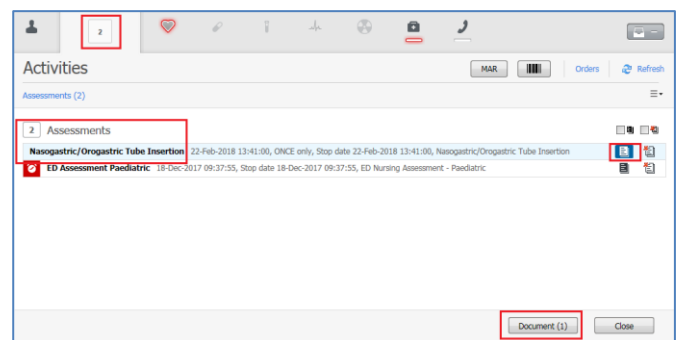 2
Activities
MAR
Orders
Refresh
Assessments (2)
2 Assessments
Nasogastric/Orogastric Tube Insertion 22-Feb-2018 13:41:00, ONCE only, Stop date 22-Feb-2018 13:41:00, Nasogastric/Orogastric Tube Insertion
ED Assessment Paediatric 18-Dec-2017 09:37:55, Stop date 18-Dec-2017 09:37:55, ED Nursing Assessment - Paediatric
Document (1)
Close